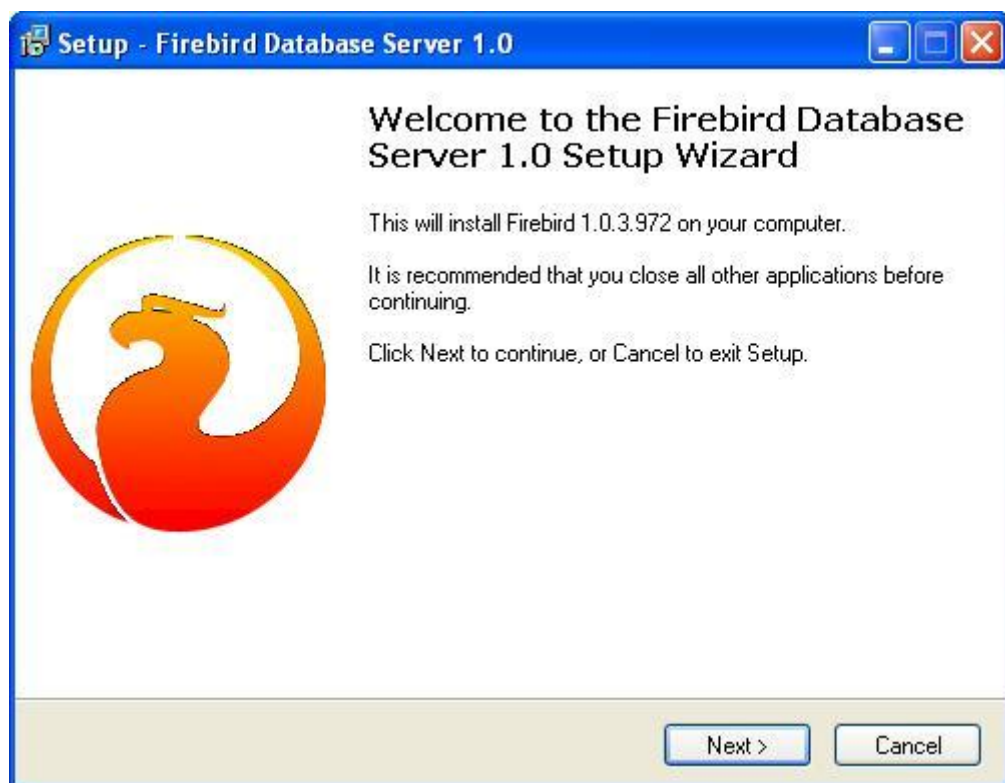 Setup - Firebird Database Server 1.0
Welcome to the Firebird Database
Server 1.0 Setup Wizard
This will install Firebird 1.0.3.972 on your computer.
It is recommended that you close all other applications before
continuing.
Click Next to continue, or Cancel to exit Setup.
Next >
Cancel